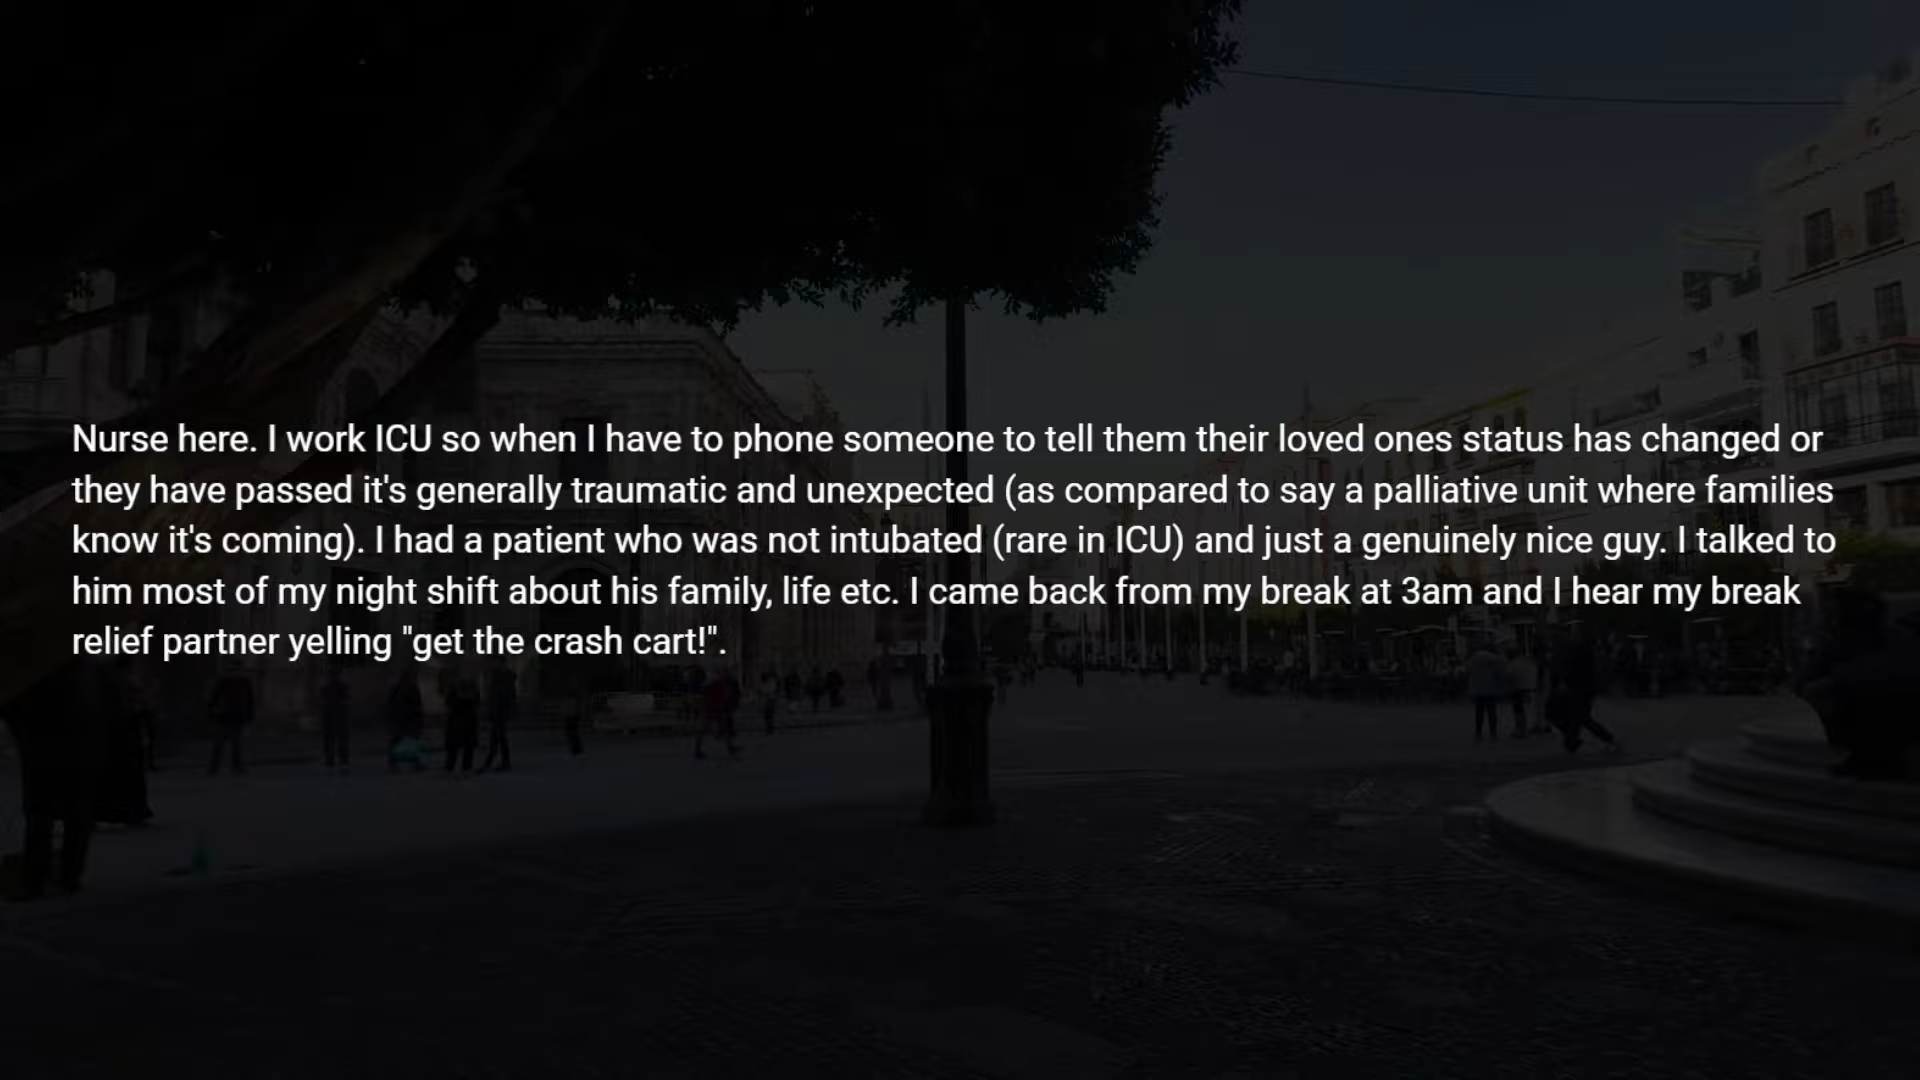 Nurse here. I work ICU so when I have to phone someone to tell them their loved ones status has changed or
they have passed it's generally traumatic and unexpected (as compared to say a palliative unit where families
know it's coming). I had a patient who was not intubated (rare in ICU) and just a genuinely nice guy. I talked to
him most of my night shift about his family, life etc. I came back from my break at 3am and I hear my break
relief partner yelling "get the crash cart!".